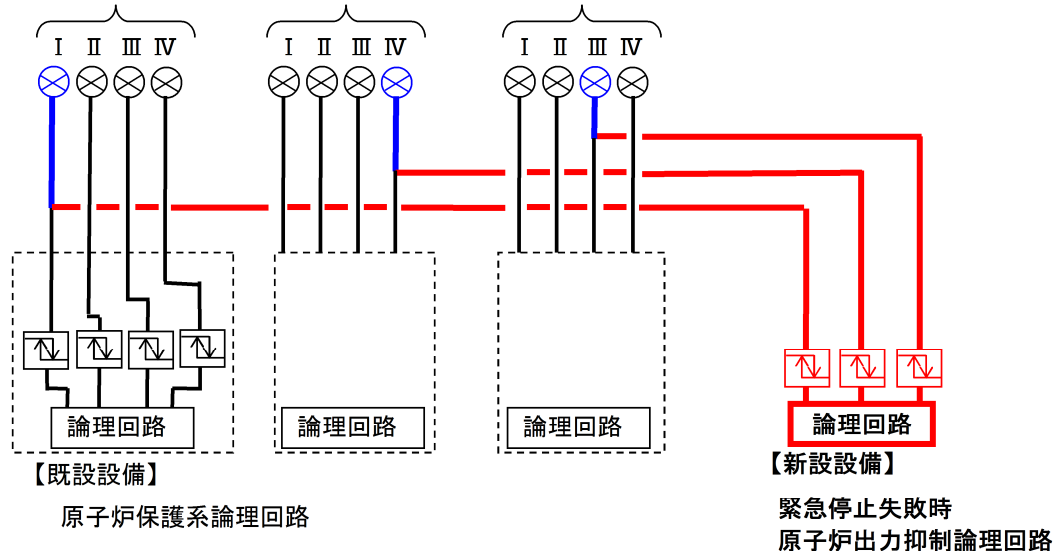 Ⅰ Ⅱ Ⅲ Ⅳ
Ⅰ Ⅱ Ⅲ Ⅳ
Ⅰ Ⅱ Ⅲ Ⅳ
論理回路
論理回路
論理回路
論理回路
【既設設備】
原子炉保護系論理回路
【新設設備】
緊急停止失敗時
原子炉出力抑制論理回路